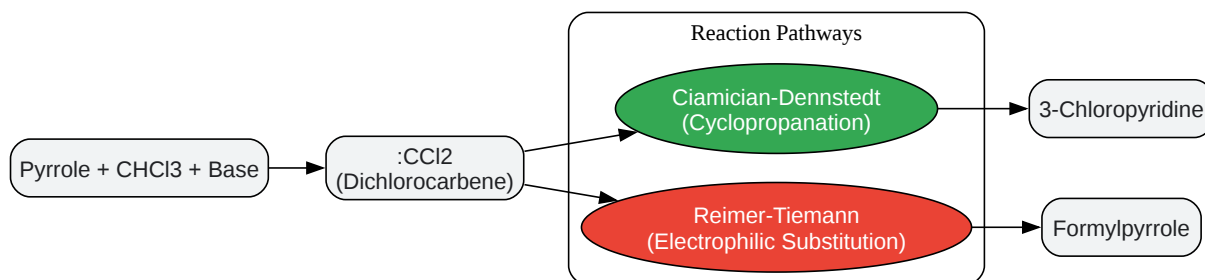 Reaction Pathways
Pyrrole + CHCl3 + Base
:CCl2
(Dichlorocarbene)
Ciamician-Dennstedt
(Cyclopropanation)
3-Chloropyridine
Reimer-Tiemann
(Electrophilic Substitution)
Formylpyrrole